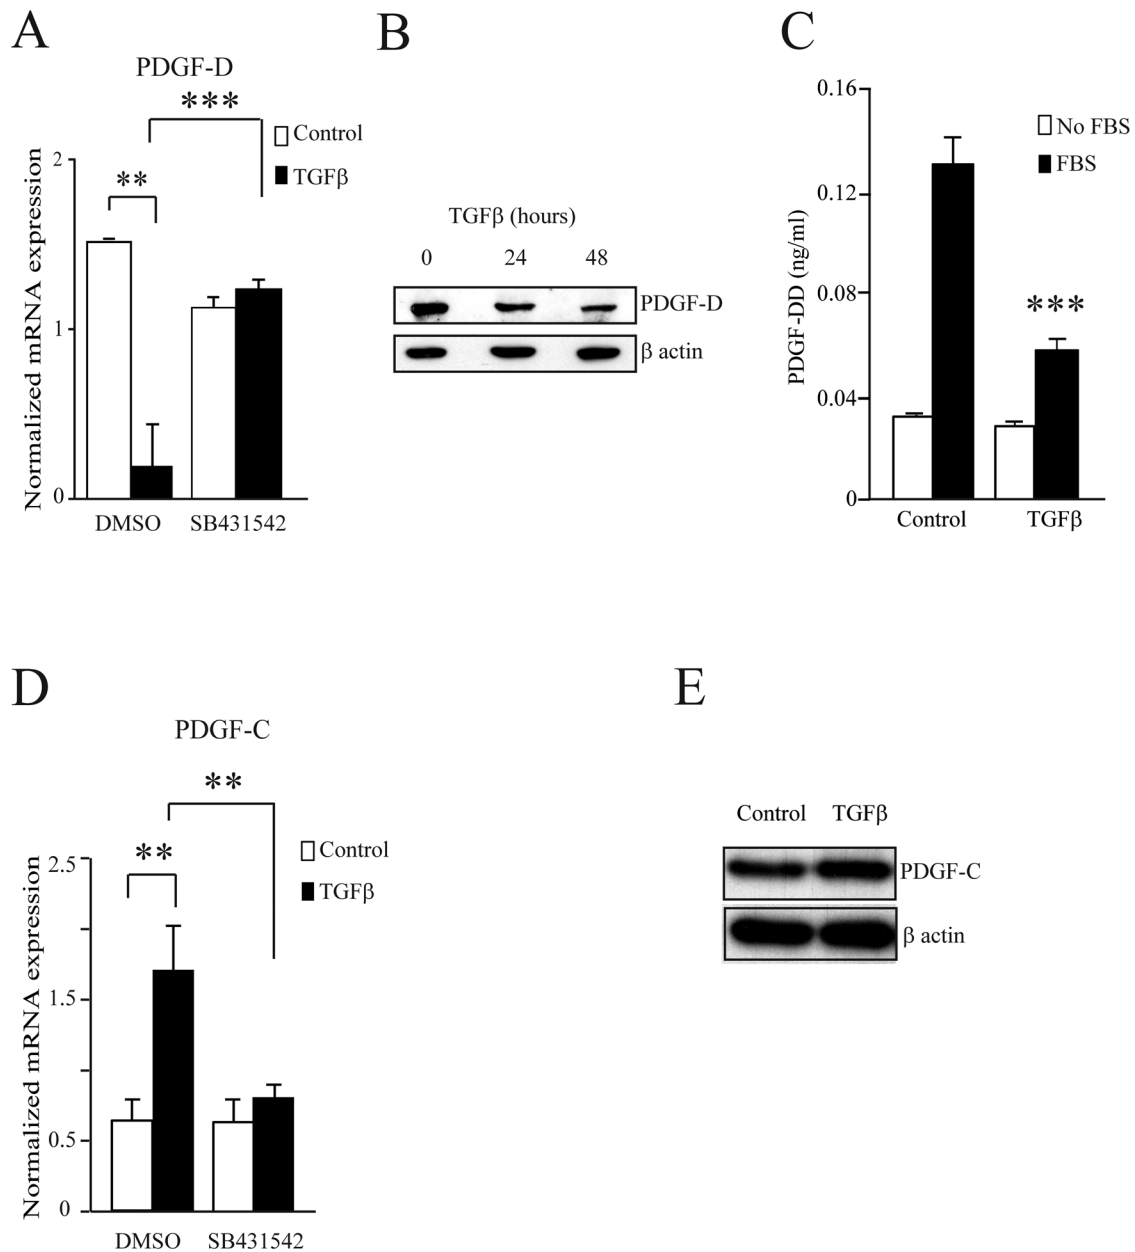 A
PDGF-D
***
**
Control
TGFβ
Normalized mRNA expression
2
1
0
DMSO
SB431542
B
TGFβ (hours)
0
24
48
PDGF-D
β actin
C
0.16
0.12
0.08
0.04
0
PDGF-DD (ng/ml)
No FBS
FBS
***
Control
TGFβ
D
PDGF-C
**
**
Control
TGFβ
Normalized mRNA expression
2.5
1.5
0.5
0
DMSO
SB431542
E
Control
TGFβ
PDGF-C
β actin